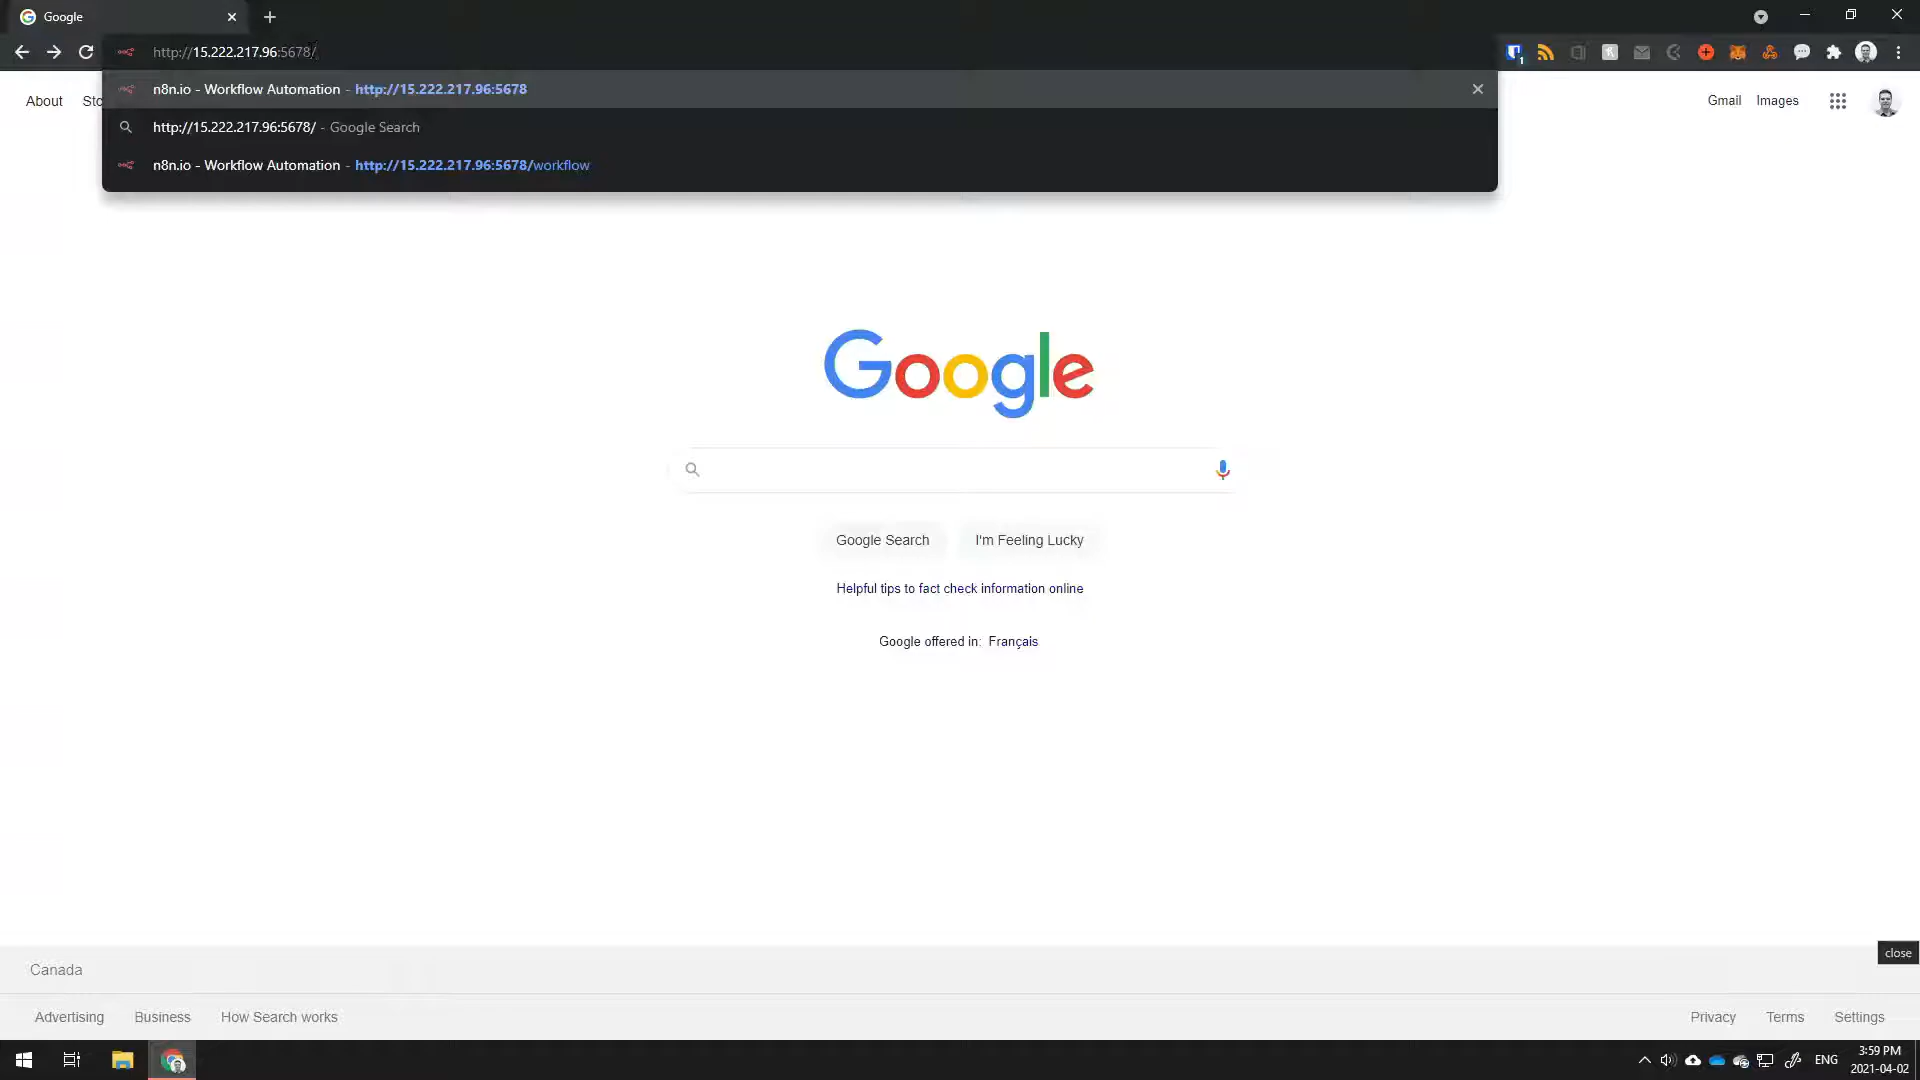 Google
http://15.222.217.96:5678/
1
n8n.io - Workflow Automation - http://15.222.217.96:5678
http://15.222.217.96:5678/ - Google Search
n8n.io - Workflow Automation - http://15.222.217.96:5678/workflow
About Sto
Gmail Images
Google
Google Search I'm Feeling Lucky
Helpful tips to fact check information online
Google offered in: Français
close
Canada
Advertising Business How Search works
Privacy Terms Settings
ENG
3:59 PM
2021-04-02